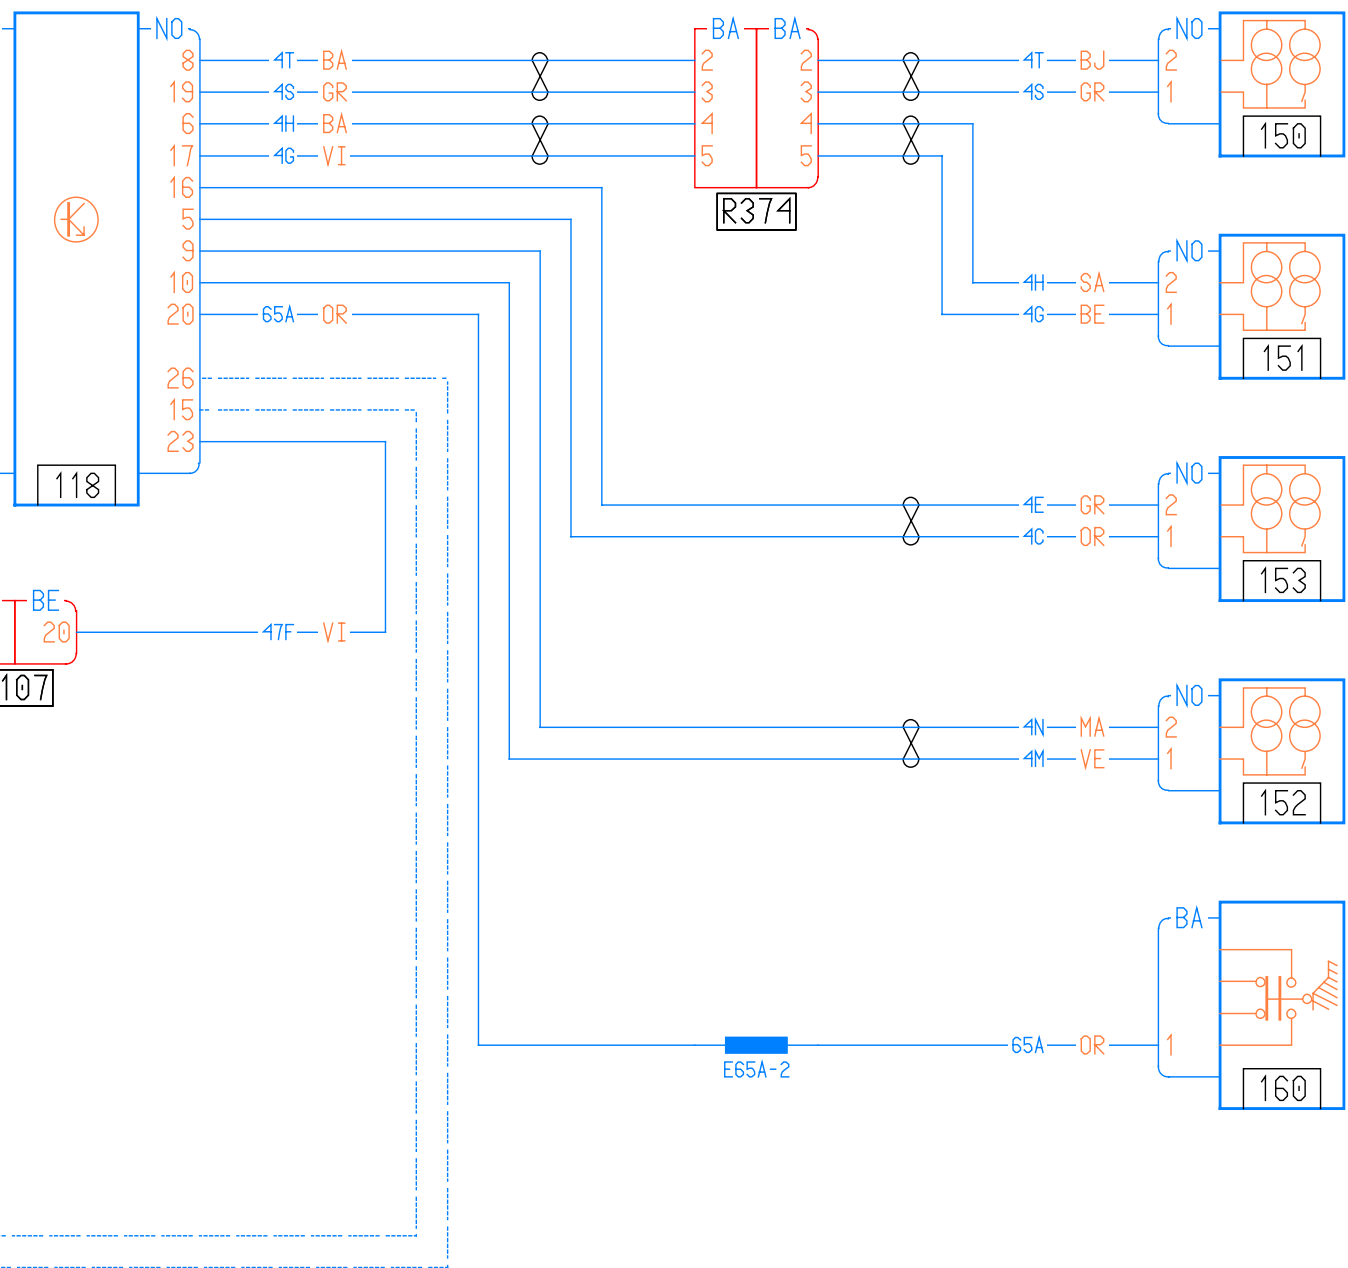 NO BA BA NO
8 4T BA 2 2 4T BJ 2
19 4S GR 3 3 4S GR 1
6 4H BA 4 4
17 4G VI 5 5 150
16
R374
5
9 NO
10 4H SA 2
20 65A OR 4G BE 1
151
26
15
23 NO
118 4E GR 2
4C OR 1
153
BE
20 47F VI
107
NO
4N MA 2
4M VE 1
152
BA
65A OR 1
E65A-2
160